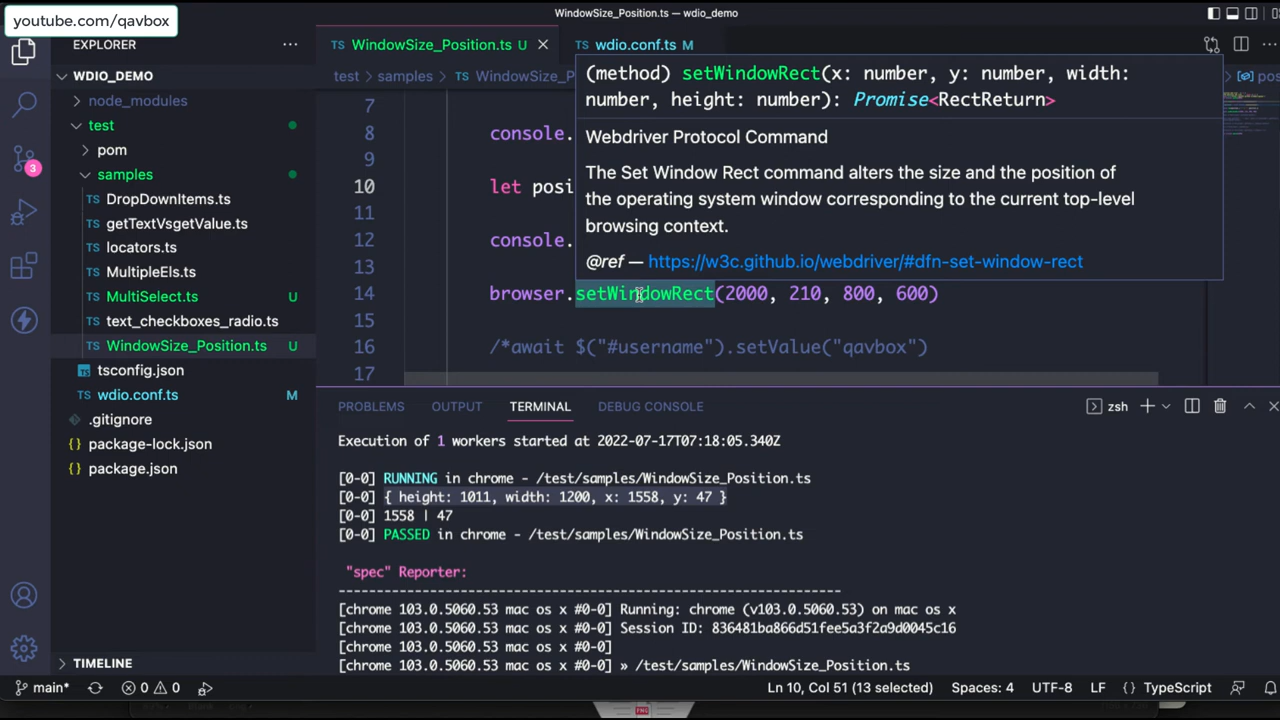 WindowSize_Position.ts — wdio_demo
youtube.com/qavbox
EXPLORER
WindowSize_Position.ts U
wdio.conf.ts M
WDIO_DEMO
node_modules
test
pom
samples
DropDownItems.ts
getTextVsgetValue.ts
locators.ts
MultipleEls.ts
MultiSelect.ts U
text_checkboxes_radio.ts
WindowSize_Position.ts U
tsconfig.json
wdio.conf.ts M
.gitignore
package-lock.json
package.json
TIMELINE
3
test > samples > WindowSize_P
(method) setWindowRect(x: number, y: number, width:
number, height: number): Promise<RectReturn>
Webdriver Protocol Command
The Set Window Rect command alters the size and the position of
the operating system window corresponding to the current top-level
browsing context.
@ref — https://w3c.github.io/webdriver/#dfn-set-window-rect
7
8 console.
9
10 let posi
11
12 console.
13
14 browser.setWindowRect(2000, 210, 800, 600)
15
16 /*await $("#username").setValue("qavbox")
17
PROBLEMS OUTPUT TERMINAL DEBUG CONSOLE
zsh
Execution of 1 workers started at 2022-07-17T07:18:05.340Z
[0-0] RUNNING in chrome - /test/samples/WindowSize_Position.ts
[0-0] { height: 1011, width: 1200, x: 1558, y: 47 }
[0-0] 1558 | 47
[0-0] PASSED in chrome - /test/samples/WindowSize_Position.ts
"spec" Reporter:
------------------------------------------------------------------
[chrome 103.0.5060.53 mac os x #0-0] Running: chrome (v103.0.5060.53) on mac os x
[chrome 103.0.5060.53 mac os x #0-0] Session ID: 836481ba866d51fee5a3f2a9d0045c16
[chrome 103.0.5060.53 mac os x #0-0]
[chrome 103.0.5060.53 mac os x #0-0] » /test/samples/WindowSize_Position.ts
main* 0 0 Ln 10, Col 51 (13 selected) Spaces: 4 UTF-8 LF {} TypeScript